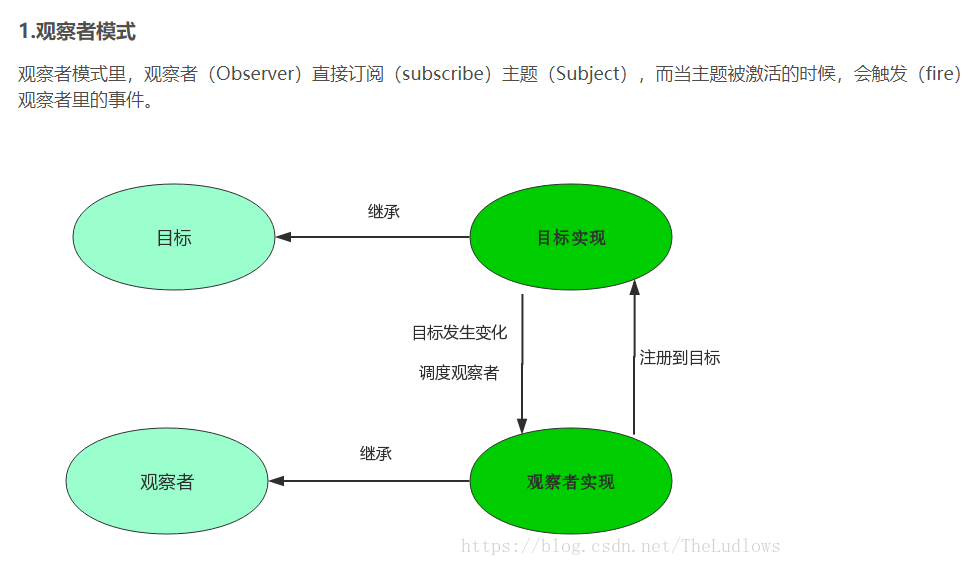 1.观察者模式
观察者模式里，观察者（Observer）直接订阅（subscribe）主题（Subject），而当主题被激活的时候，会触发（fire）
观察者里的事件。
继承
目标
目标实现
目标发生变化
注册到目标
调度观察者
继承
观察者
观察者实现
https://blog.csdn.net/TheLudlows